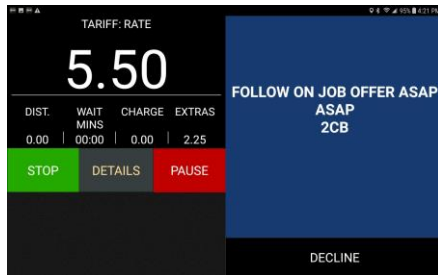 95% 4:21 PM
TARIFF: RATE
5.50
DIST. WAIT MINS CHARGE EXTRAS
0.00 00:00 0.00 2.25
STOP DETAILS PAUSE
FOLLOW ON JOB OFFER ASAP
ASAP
2CB
DECLINE